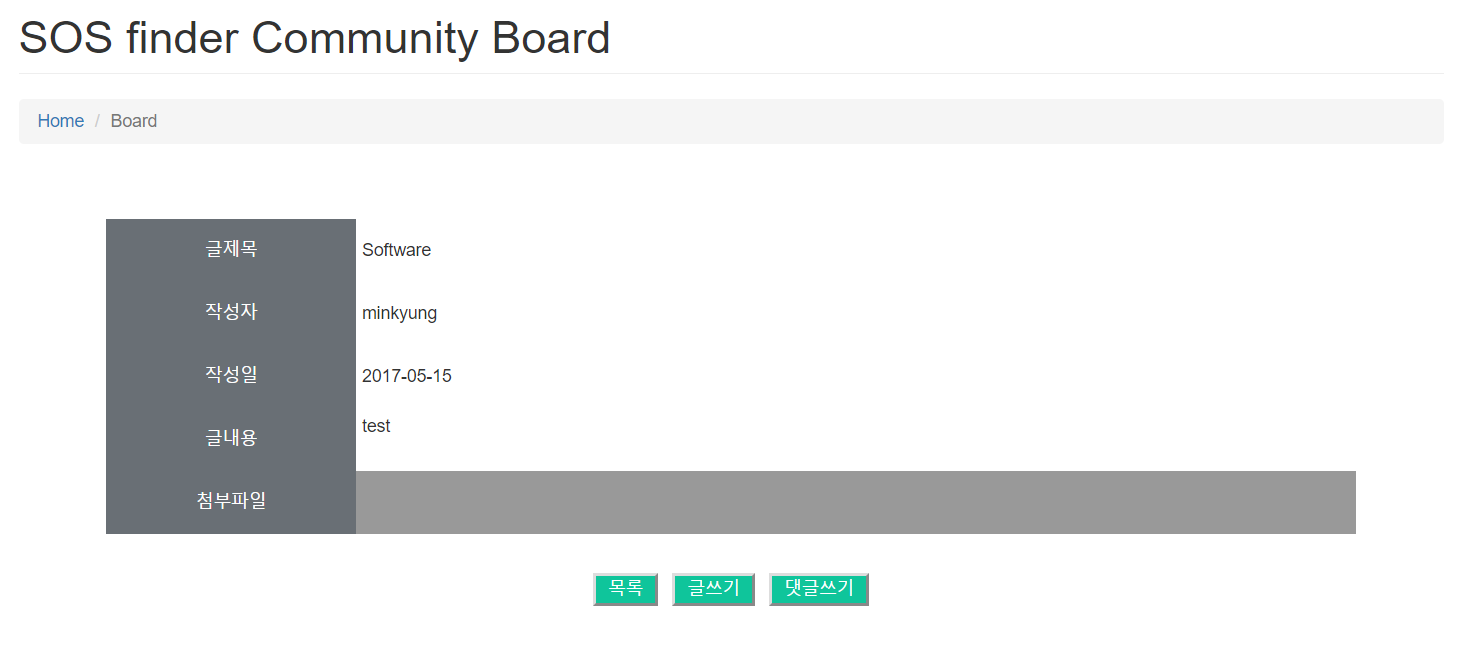 SOS finder Community Board
Home / Board
글제목 Software
작성자 minkyung
작성일 2017-05-15
글내용 test
첨부파일
목록 글쓰기 댓글쓰기